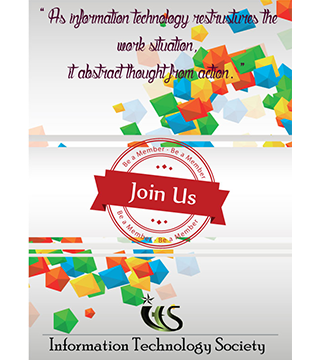 “ As information technology restrustures the
work situation,
it abstract thought from action . ”
Be a Member - Be a Member
Join Us
Be a Member - Be a Member
Information Technology Society